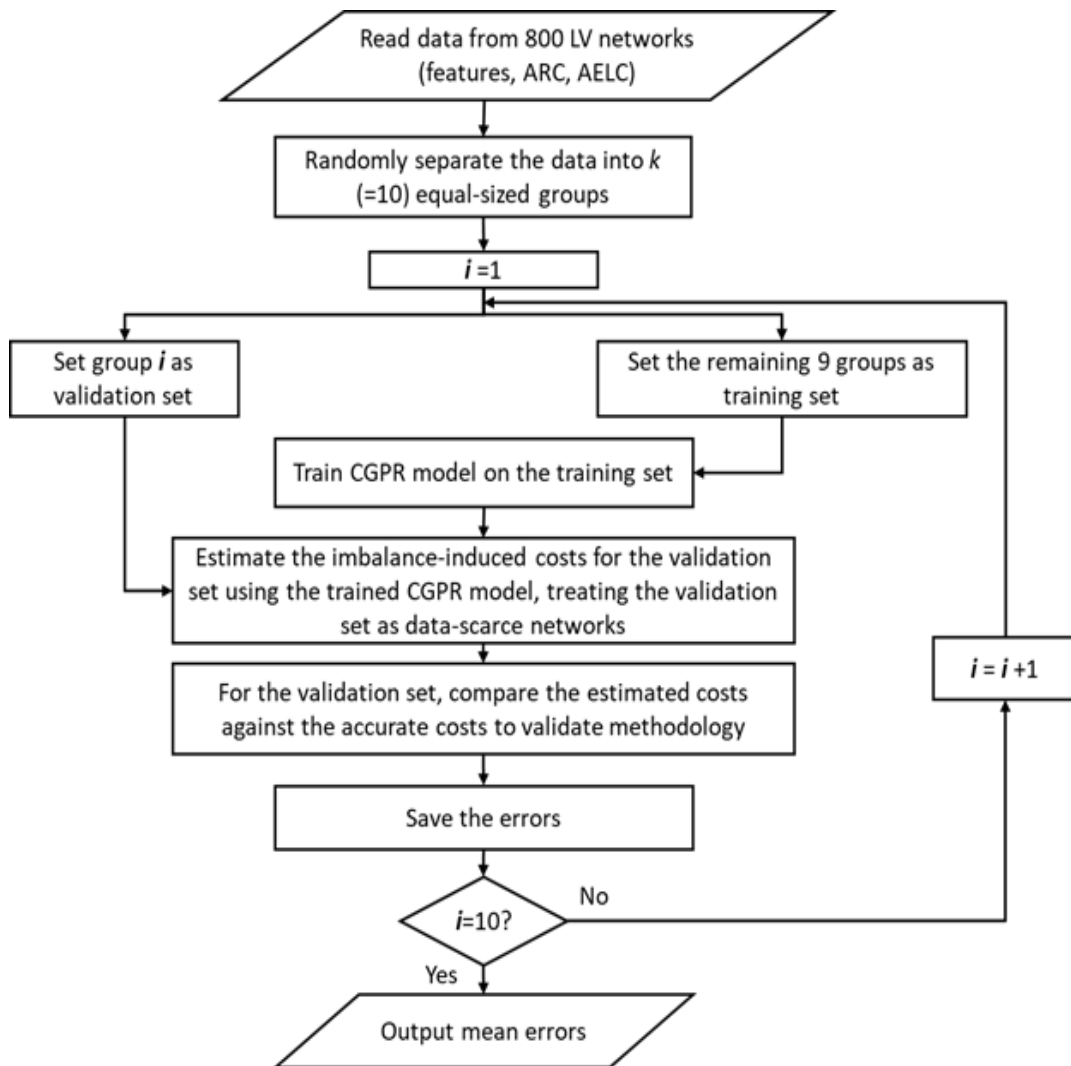 Read data from 800 LV networks
(features, ARC, AELC)
Randomly separate the data into k
(=10) equal-sized groups
i =1
Set group i as
validation set
Set the remaining 9 groups as
training set
Train CGPR model on the training set
Estimate the imbalance-induced costs for the validation
set using the trained CGPR model, treating the validation
set as data-scarce networks
i = i +1
For the validation set, compare the estimated costs
against the accurate costs to validate methodology
Save the errors
i=10?
No
Yes
Output mean errors